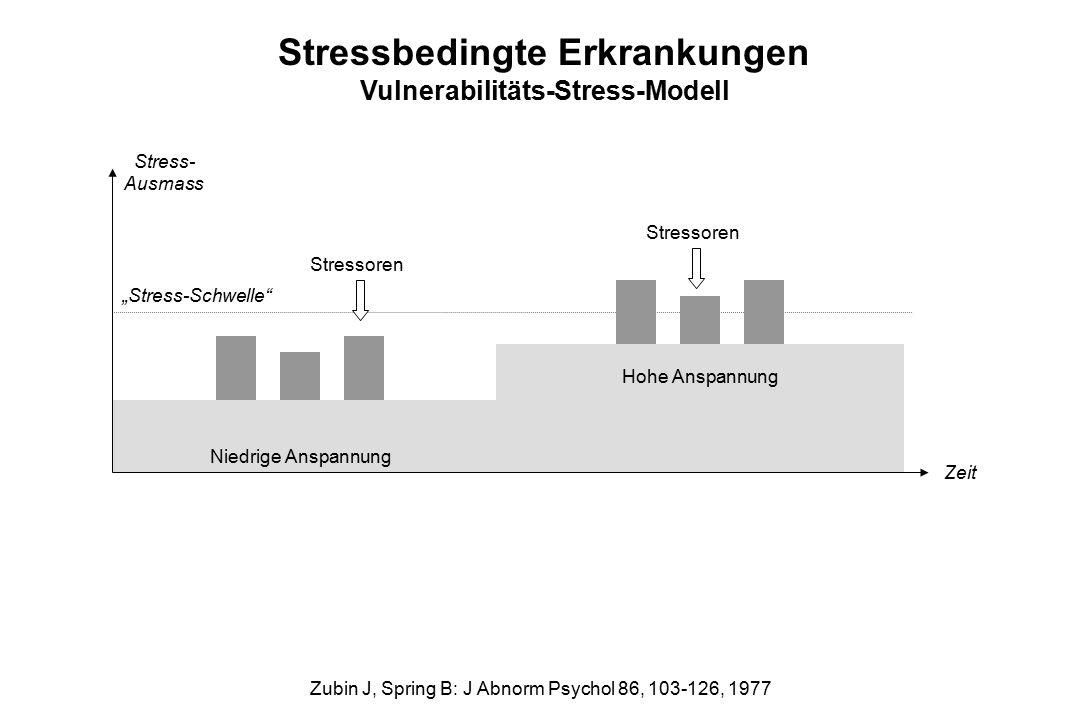 Stressbedingte Erkrankungen
Vulnerabilitäts-Stress-Modell
Stress-
Ausmass
Stressoren
Stressoren
„Stress-Schwelle“
Hohe Anspannung
Niedrige Anspannung
Zeit
Zubin J, Spring B: J Abnorm Psychol 86, 103-126, 1977